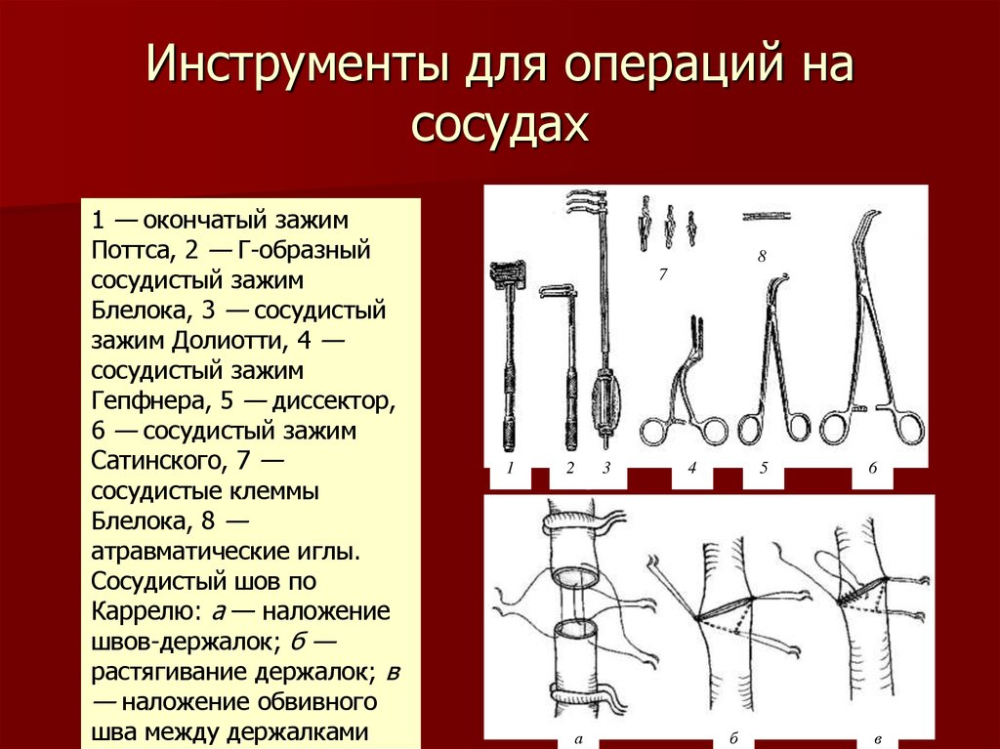 Инструменты для операций на
сосудах
1 — окончатый зажим
Поттса, 2 — Г-образный
сосудистый зажим
Блелока, 3 — сосудистый
зажим Долиотти, 4 —
сосудистый зажим
Гепфнера, 5 — диссектор,
6 — сосудистый зажим
Сатинского, 7 —
сосудистые клеммы
Блелока, 8 —
атравматические иглы.
Сосудистый шов по
Каррелю: а — наложение
швов-держалок; б —
растягивание держалок; в
— наложение обвивного
шва между держалками
8
7
1 2 3 4 5 6
а б в